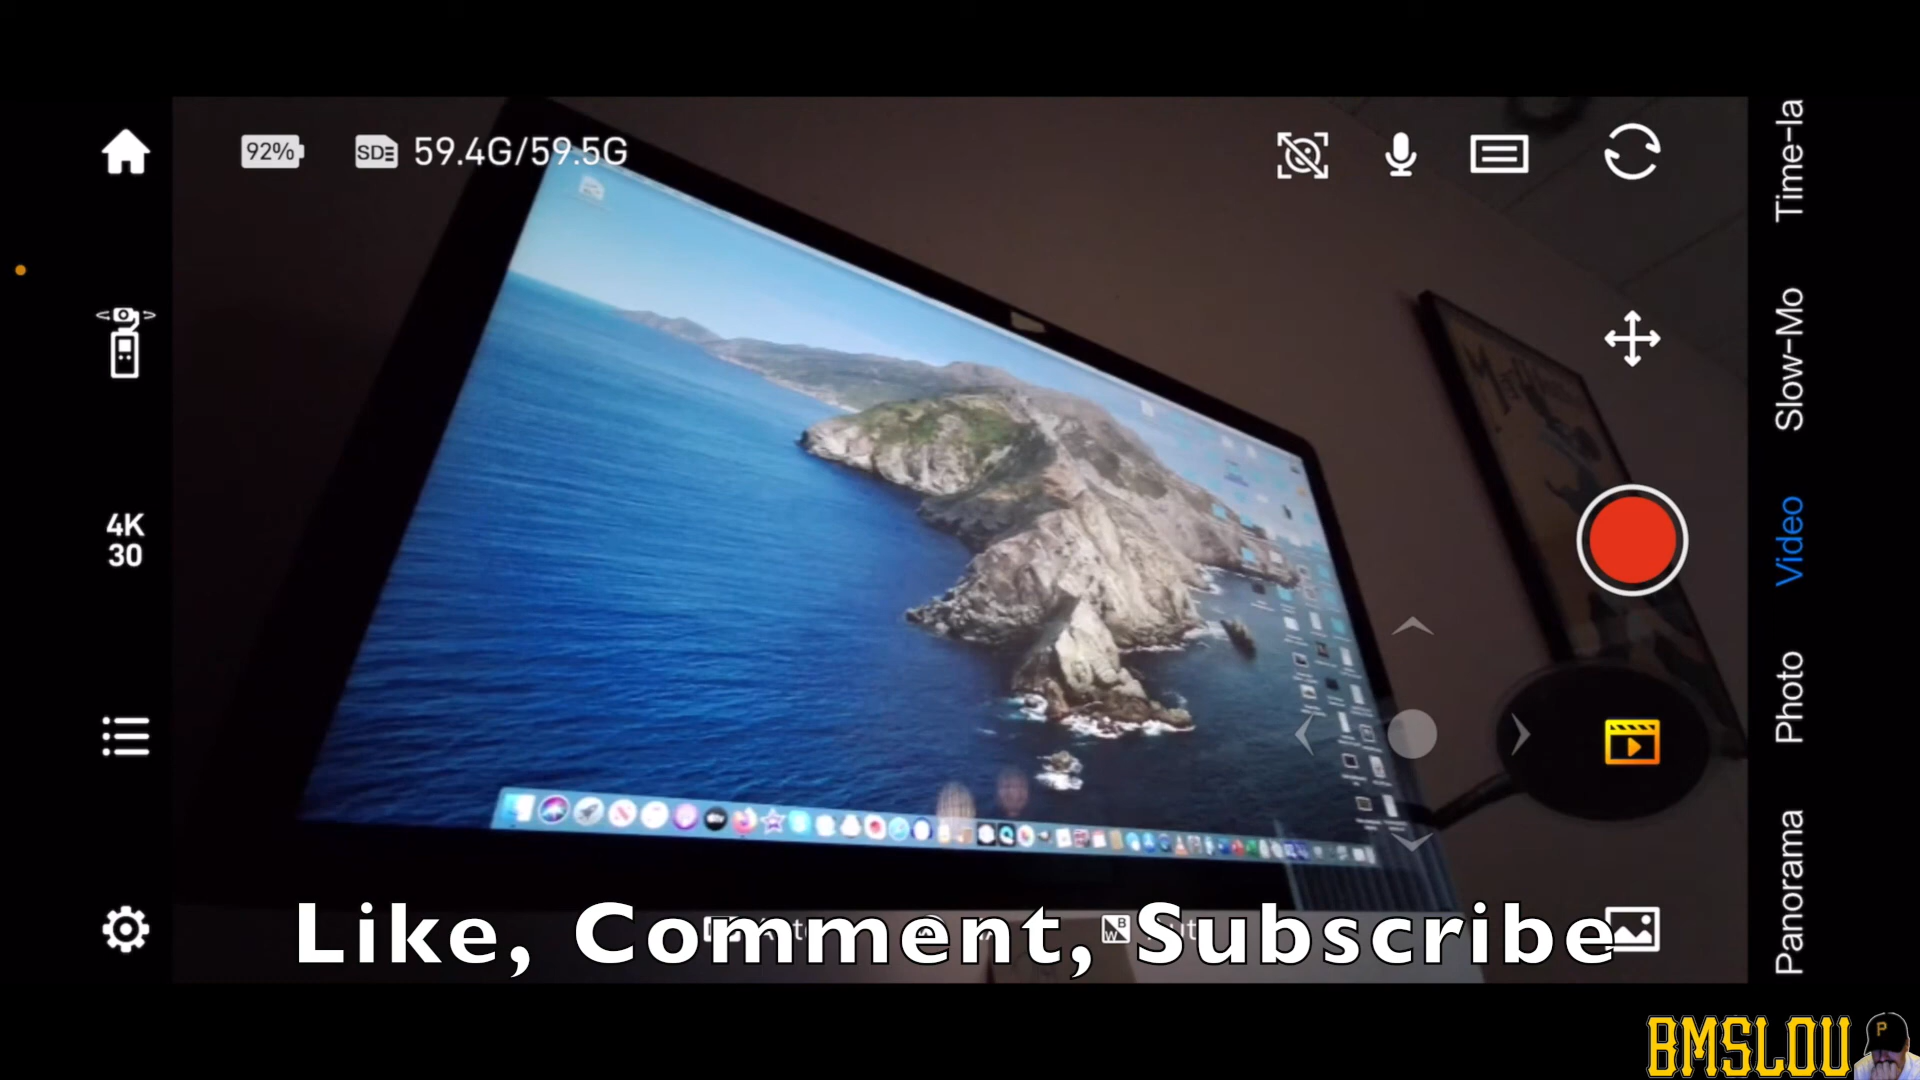 92%
SD
59.4G/59.5G
Time-la
Slow-Mo
4K
30
Video
Photo
Panorama
WB
Like, Comment, Subscribe
BMSLOU
P